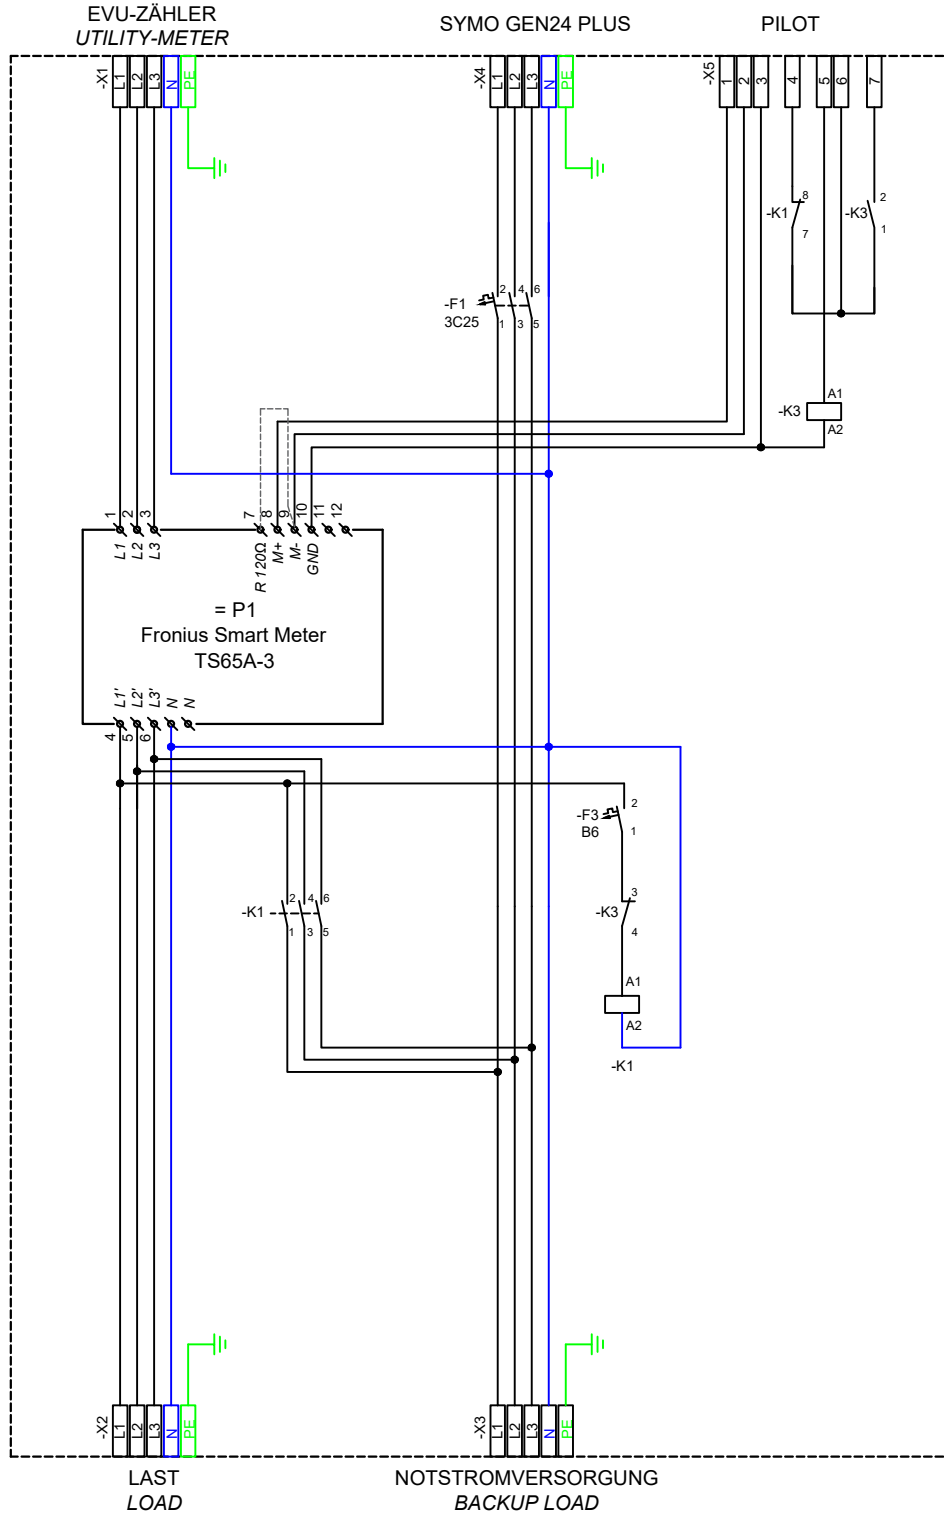 EVU-ZÄHLER
UTILITY-METER
SYMO GEN24 PLUS
PILOT
-X1
L1
L2
L3
N
PE
-X4
L1
L2
L3
N
PE
-X5
1
2
3
4
5
6
7
-K1
8
7
-K3
2
1
-F1
3C25
2
4
6
1
3
5
-K3
A1
A2
1
2
3
7
8
9
10
11
12
L1
L2
L3
R 120Ω
M+
M-
GND
= P1
Fronius Smart Meter
TS65A-3
L1'
L2'
L3'
N
N
4
5
6
-F3
B6
2
1
-K1
2
4
6
1
3
5
-K3
3
4
A1
A2
-K1
-X2
L1
L2
L3
N
PE
-X3
L1
L2
L3
N
PE
LAST
LOAD
NOTSTROMVERSORGUNG
BACKUP LOAD